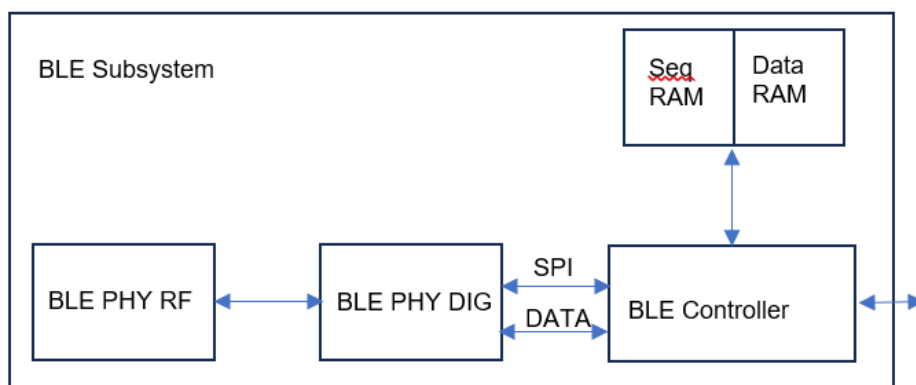 BLE Subsystem
Seq
RAM
Data
RAM
BLE PHY RF
BLE PHY DIG
SPI
DATA
BLE Controller